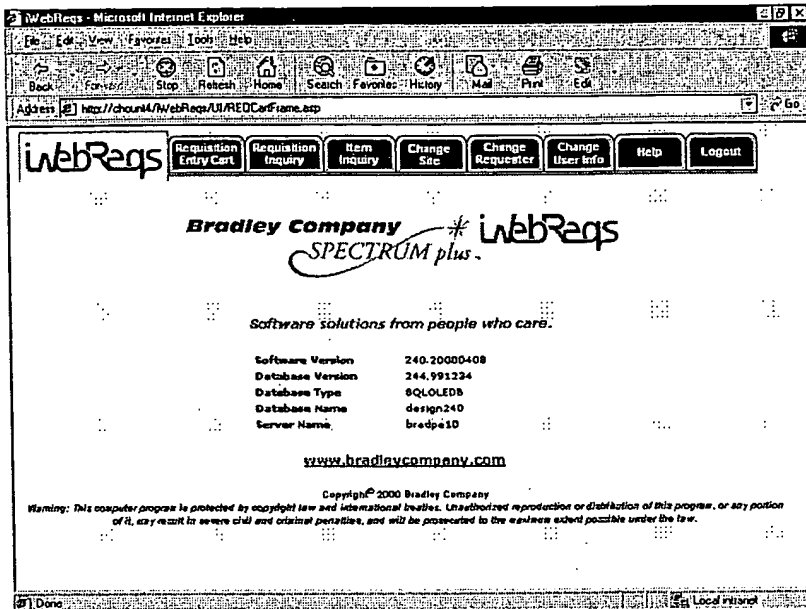 iWebReqs - Microsoft Internet Explorer
File Edit View Favorites Tools Help
Back Forward Stop Refresh Home Search Favorites History Mail Print Edit
Address http://chount4/iWebReqs/UI/REDCartFrame.asp Go
iWebReqs
Requisition Entry Cart
Requisition Inquiry
Item Inquiry
Change Site
Change Requester
Change User Info
Help
Logout
Bradley Company
SPECTRUM plus
iWebReqs
Software solutions from people who care.
Software Version 240.20000408
Database Version 244.991234
Database Type SQLOLEDB
Database Name design240
Server Name bradpe10
www.bradleycompany.com
Copyright© 2000 Bradley Company
Warning: This computer program is protected by copyright law and international treaties. Unauthorized reproduction or distribution of this program, or any portion
of it, may result in severe civil and criminal penalties, and will be prosecuted to the maximum extent possible under the law.
Done Local intranet